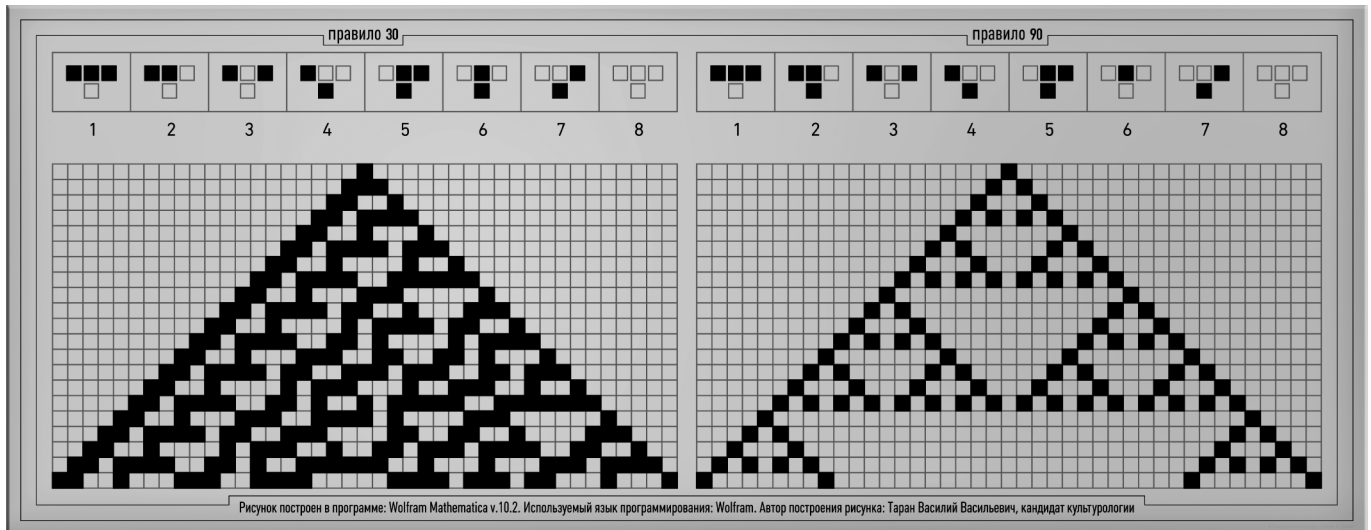 правило 30
правило 90
1 2 3 4 5 6 7 8
1 2 3 4 5 6 7 8
Рисунок построен в программе: Wolfram Mathematica v.10.2. Используемый язык программирования: Wolfram. Автор построения рисунка: Таран Василий Васильевич, кандидат культурологии